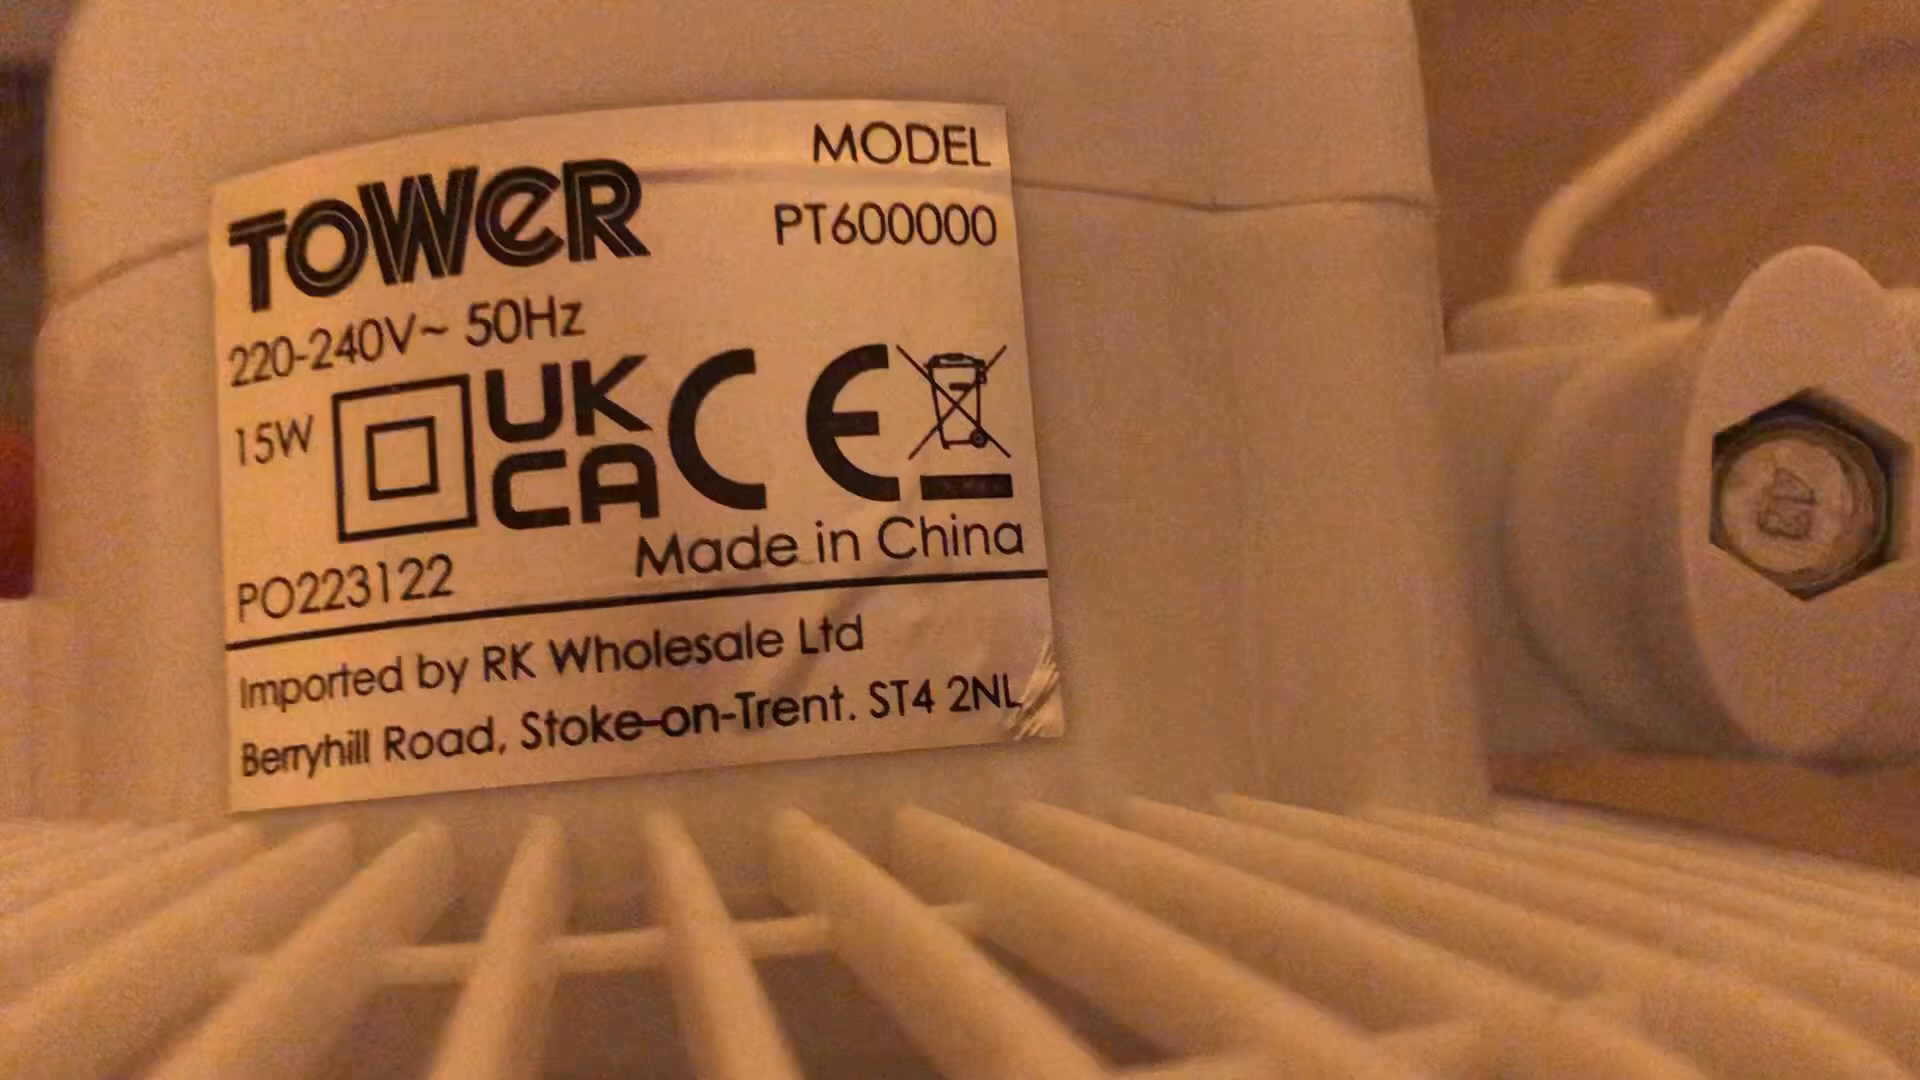 TOWER
MODEL
PT600000
220-240V~ 50Hz
15W
UK
CA
CE
PO223122
Made in China
Imported by RK Wholesale Ltd
Berryhill Road, Stoke-on-Trent. ST4 2NL